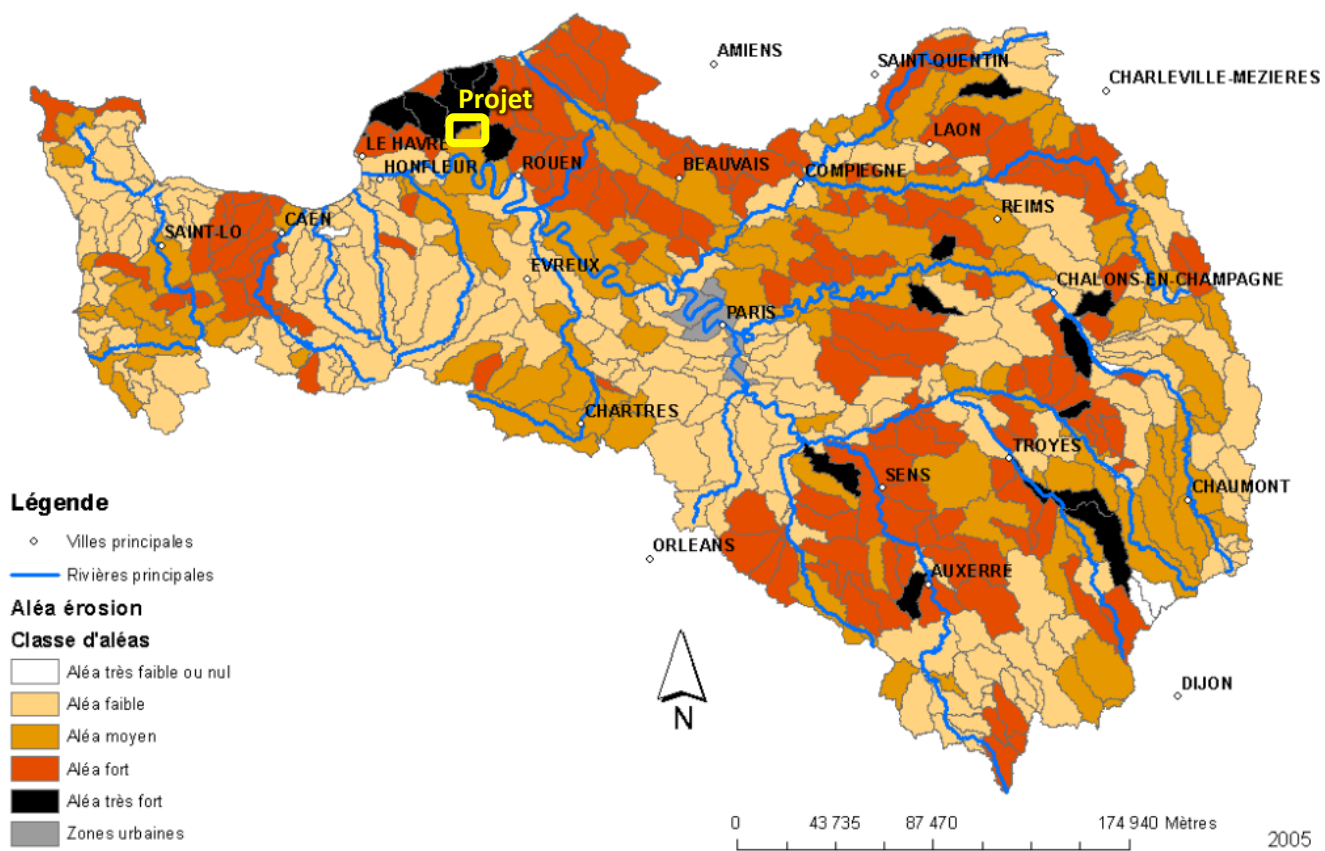 AMIENS
SAINT-QUENTIN
CHARLEVILLE-MEZIERES
Projet
LAON
LE HAVRE
HONFLEUR
ROUEN
BEAUVAIS
COMPIEGNE
REIMS
SAINT-LO
CAEN
EVREUX
CHALONS-EN-CHAMPAGNE
PARIS
CHARTRES
TROYES
SENS
CHAUMONT
ORLEANS
AUXERRE
DIJON
Légende
Villes principales
Rivières principales
Aléa érosion
Classe d'aléas
Aléa très faible ou nul
Aléa faible
Aléa moyen
Aléa fort
Aléa très fort
Zones urbaines
N
0 43 735 87 470 174 940 Mètres
2005